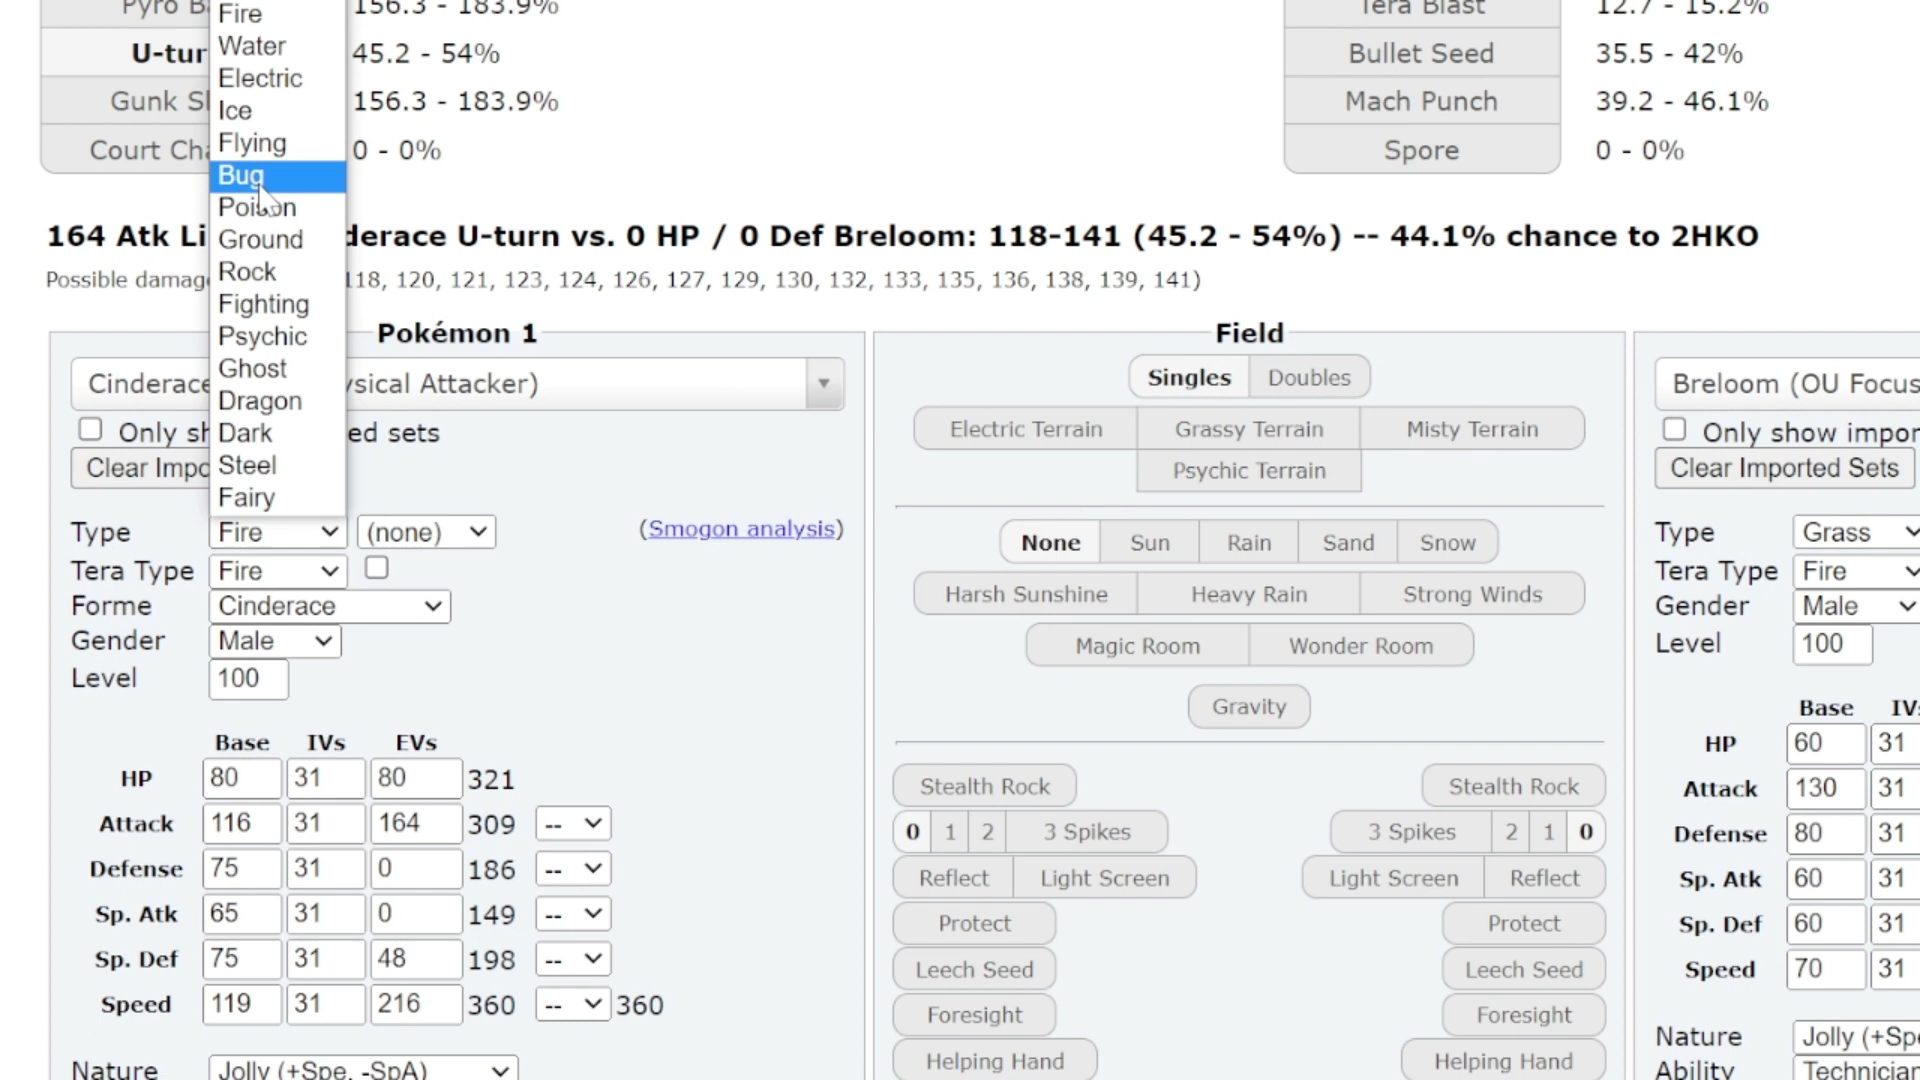 Pyro Ba
156.3 - 183.9%
U-tur
45.2 - 54%
Gunk Sl
156.3 - 183.9%
Court Cha
0 - 0%
Fire
Water
Electric
Ice
Flying
Bug
Poison
Ground
Rock
Fighting
Psychic
Ghost
Dragon
Dark
Steel
Fairy
Tera Blast
12.7 - 15.2%
Bullet Seed
35.5 - 42%
Mach Punch
39.2 - 46.1%
Spore
0 - 0%
164 Atk Li derace U-turn vs. 0 HP / 0 Def Breloom: 118-141 (45.2 - 54%) -- 44.1% chance to 2HKO
Possible damage 118, 120, 121, 123, 124, 126, 127, 129, 130, 132, 133, 135, 136, 138, 139, 141)
Pokémon 1
Cinderace ysical Attacker)
Only sh ed sets
Clear Impo
Type Fire (none) (Smogon analysis)
Tera Type Fire
Forme Cinderace
Gender Male
Level 100
Base IVs EVs
HP 80 31 80 321
Attack 116 31 164 309 --
Defense 75 31 0 186 --
Sp. Atk 65 31 0 149 --
Sp. Def 75 31 48 198 --
Speed 119 31 216 360 -- 360
Nature Jolly (+Spe, -SpA)
Field
Singles Doubles
Electric Terrain Grassy Terrain Misty Terrain
Psychic Terrain
None Sun Rain Sand Snow
Harsh Sunshine Heavy Rain Strong Winds
Magic Room Wonder Room
Gravity
Stealth Rock Stealth Rock
0 1 2 3 Spikes 3 Spikes 2 1 0
Reflect Light Screen Light Screen Reflect
Protect Protect
Leech Seed Leech Seed
Foresight Foresight
Helping Hand Helping Hand
Breloom (OU Focus
Only show impor
Clear Imported Sets
Type Grass
Tera Type Fire
Gender Male
Level 100
Base IVs
HP 60 31
Attack 130 31
Defense 80 31
Sp. Atk 60 31
Sp. Def 60 31
Speed 70 31
Nature Jolly (+Spe
Ability Technician